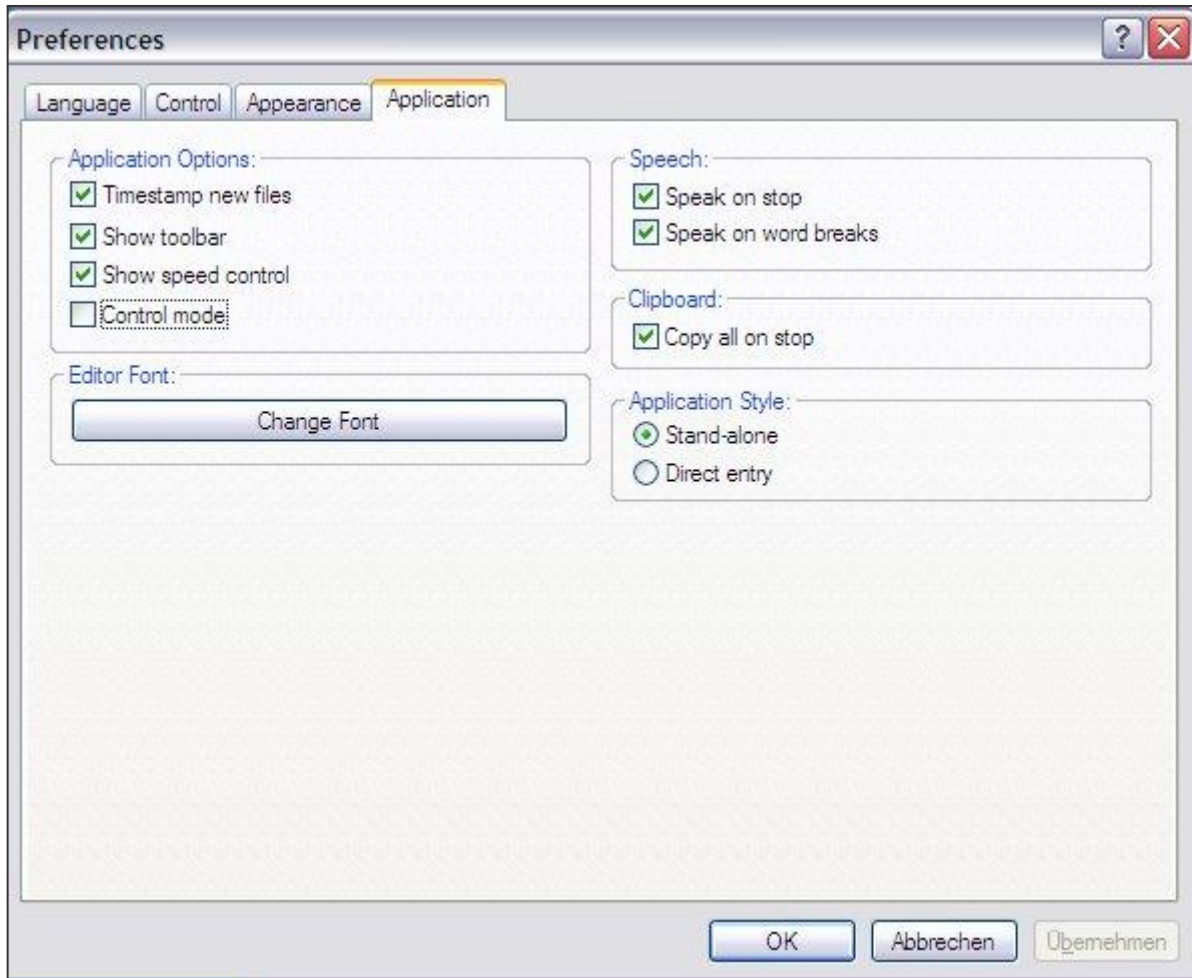 Preferences
Language Control Appearance Application
Application Options:
Timestamp new files
Show toolbar
Show speed control
Control mode
Editor Font:
Change Font
Speech:
Speak on stop
Speak on word breaks
Clipboard:
Copy all on stop
Application Style:
Stand-alone
Direct entry
OK Abbrechen Übernehmen